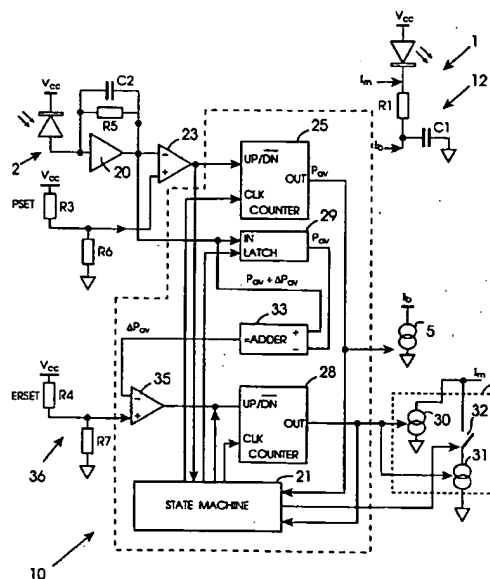 Vcc
1
Im
12
R1
C1
Ib
C2
Vcc
R5
23
25
2
20
UP/DN
Pav
OUT
CLK
COUNTER
Vcc
PSET
R3
R6
29
IN
Pav
LATCH
Pav + ΔPav
33
Ib
ΔPav
=ADDER
+
-
5
Vcc
35
28
ERSET
R4
UP/DN
OUT
Im
30
32
36
R7
CLK
COUNTER
21
31
STATE MACHINE
10